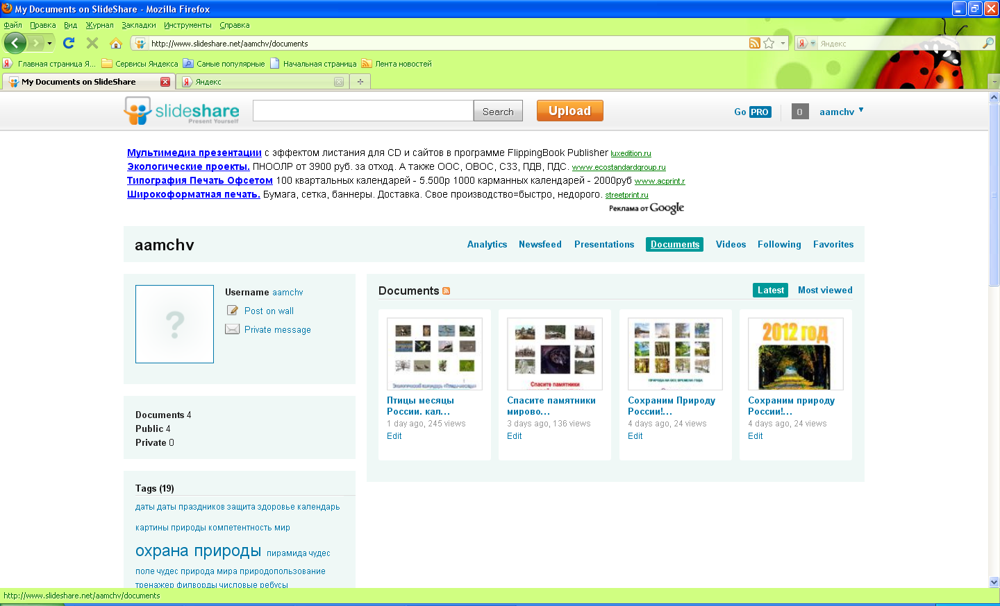 My Documents on SlideShare - Mozilla Firefox
Файл Правка Вид Журнал Закладки Инструменты Справка
http://www.slideshare.net/aamchv/documents
Яндекс
Главная страница Я... Сервисы Яндекса Самые популярные Начальная страница Лента новостей
My Documents on SlideShare Яндекс
slideshare
Present Yourself
Search
Upload
Go PRO
0
aamchv
Мультимедиа презентации с эффектом листания для CD и сайтов в программе FlippingBook Publisher luxedition.ru
Экологические проекты. ПНООЛР от 3900 руб. за отход. А также ООС, ОВОС, СЗЗ, ПДВ, ПДС. www.ecostandardgroup.ru
Типография Печать Офсетом 100 квартальных календарей - 5.500р 1000 карманных календарей - 2000руб www.acprint.r
Широкоформатная печать. Бумага, сетка, баннеры. Доставка. Свое производство=быстро, недорого. streetprint.ru
Реклама от Google
aamchv
Analytics Newsfeed Presentations Documents Videos Following Favorites
?
Username aamchv
Post on wall
Private message
Documents 4
Public 4
Private 0
Tags (19)
даты даты праздников защита здоровье календарь
картины природы компетентность мир
охрана природы пирамида чудес
поле чудес природа мира природопользование
тренажер филворды числовые ребусы
Documents
Latest Most viewed
Птицы месяцы
России. кал...
1 day ago, 245 views
Edit
Спасите памятники
Спасите памятники
мирово...
3 days ago, 136 views
Edit
Сохраним Природу
России!...
4 days ago, 24 views
Edit
2012 год
Сохраним природу
России!...
4 days ago, 24 views
Edit
http://www.slideshare.net/aamchv/documents